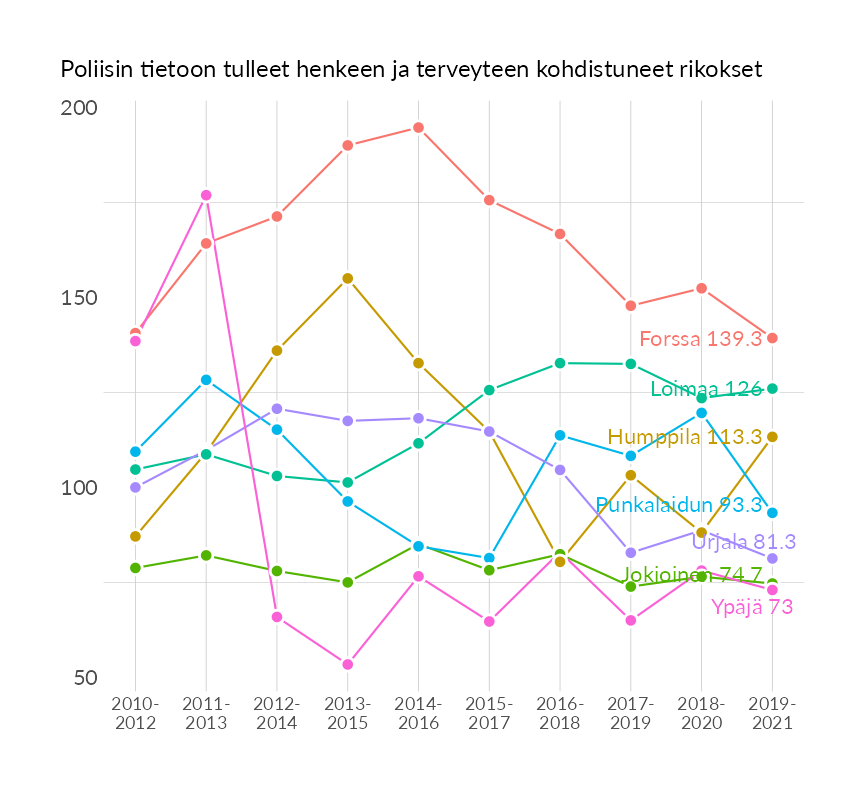 Poliisin tietoon tulleet henkeen ja terveyteen kohdistuneet rikokset
200
150
100
50
Forssa 139.3
Loimaa 126
Humppila 113.3
Punkalaidun 93.3
Urjala 81.3
Jokioinen 74.7
Ypäjä 73
2010- 2011- 2012- 2013- 2014- 2015- 2016- 2017- 2018- 2019-
2012 2013 2014 2015 2016 2017 2018 2019 2020 2021